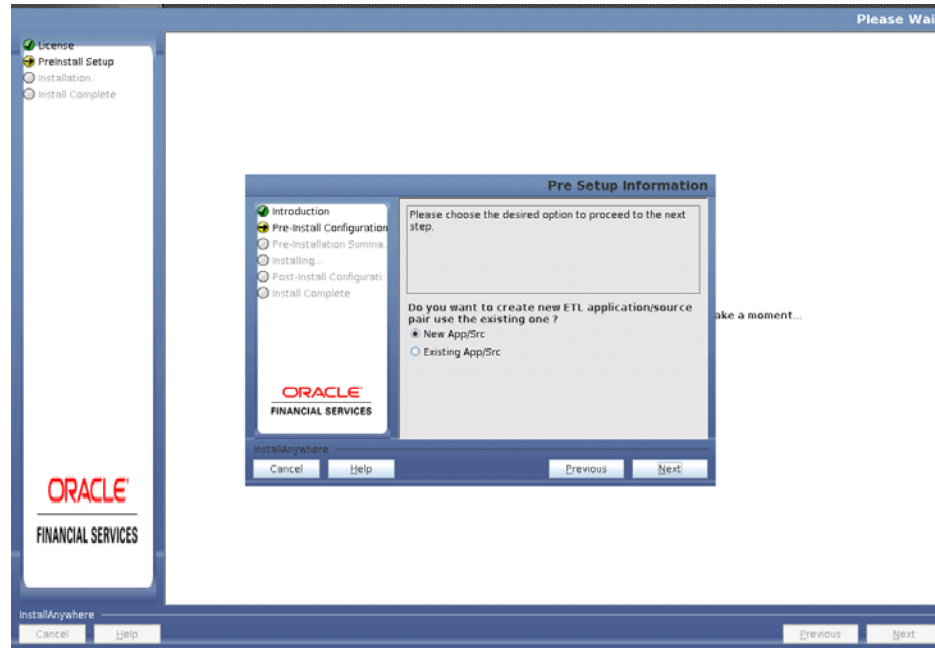 Please Wai
License
Preinstall Setup
Installation..
Install Complete
Pre Setup Information
Introduction
Pre-Install Configuration
Pre-Installation Summa..
Installing...
Post-Install Configurati..
Install Complete
Please choose the desired option to proceed to the next
step.
Do you want to create new ETL application/source
pair use the existing one ?
New App/Src
Existing App/Src
ake a moment...
ORACLE
FINANCIAL SERVICES
InstallAnywhere
Cancel
Help
Previous
Next
ORACLE
FINANCIAL SERVICES
InstallAnywhere
Cancel
Help
Previous
Next